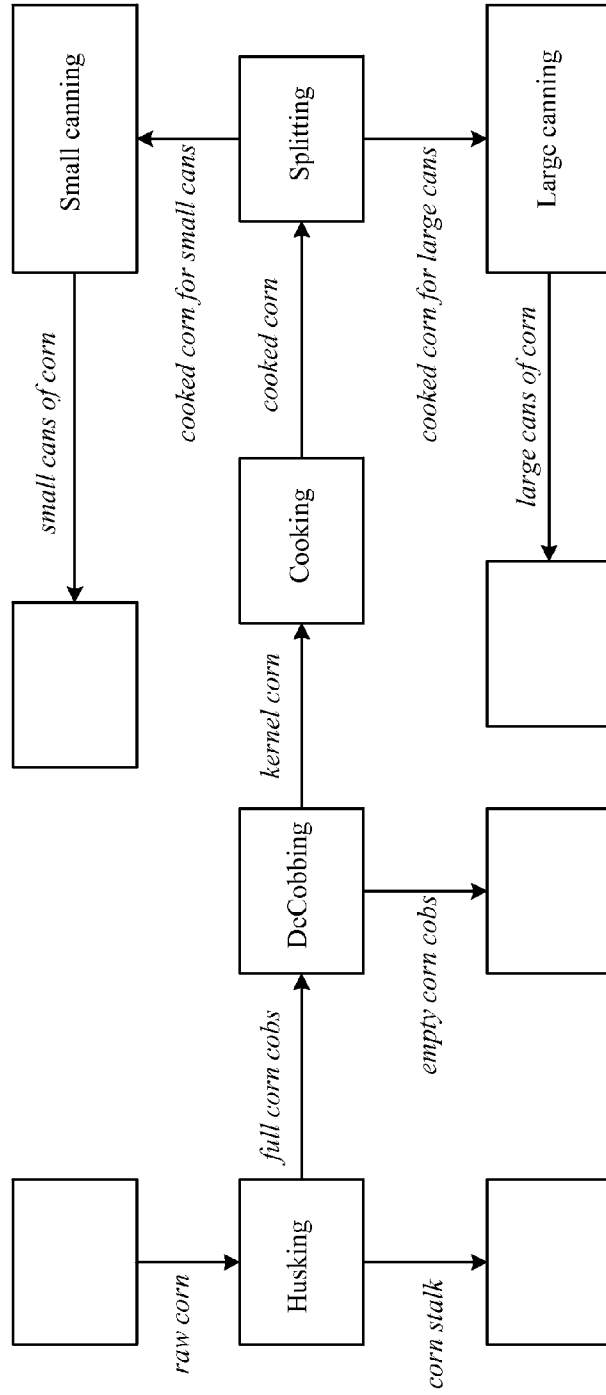 raw corn
Husking
corn stalk
full corn cobs
DcCobbing
empty corn cobs
kernel corn
Cooking
cooked corn
Splitting
cooked corn for small cans
cooked corn for large cans
Small canning
small cans of corn
Largc canning
large cans of corn